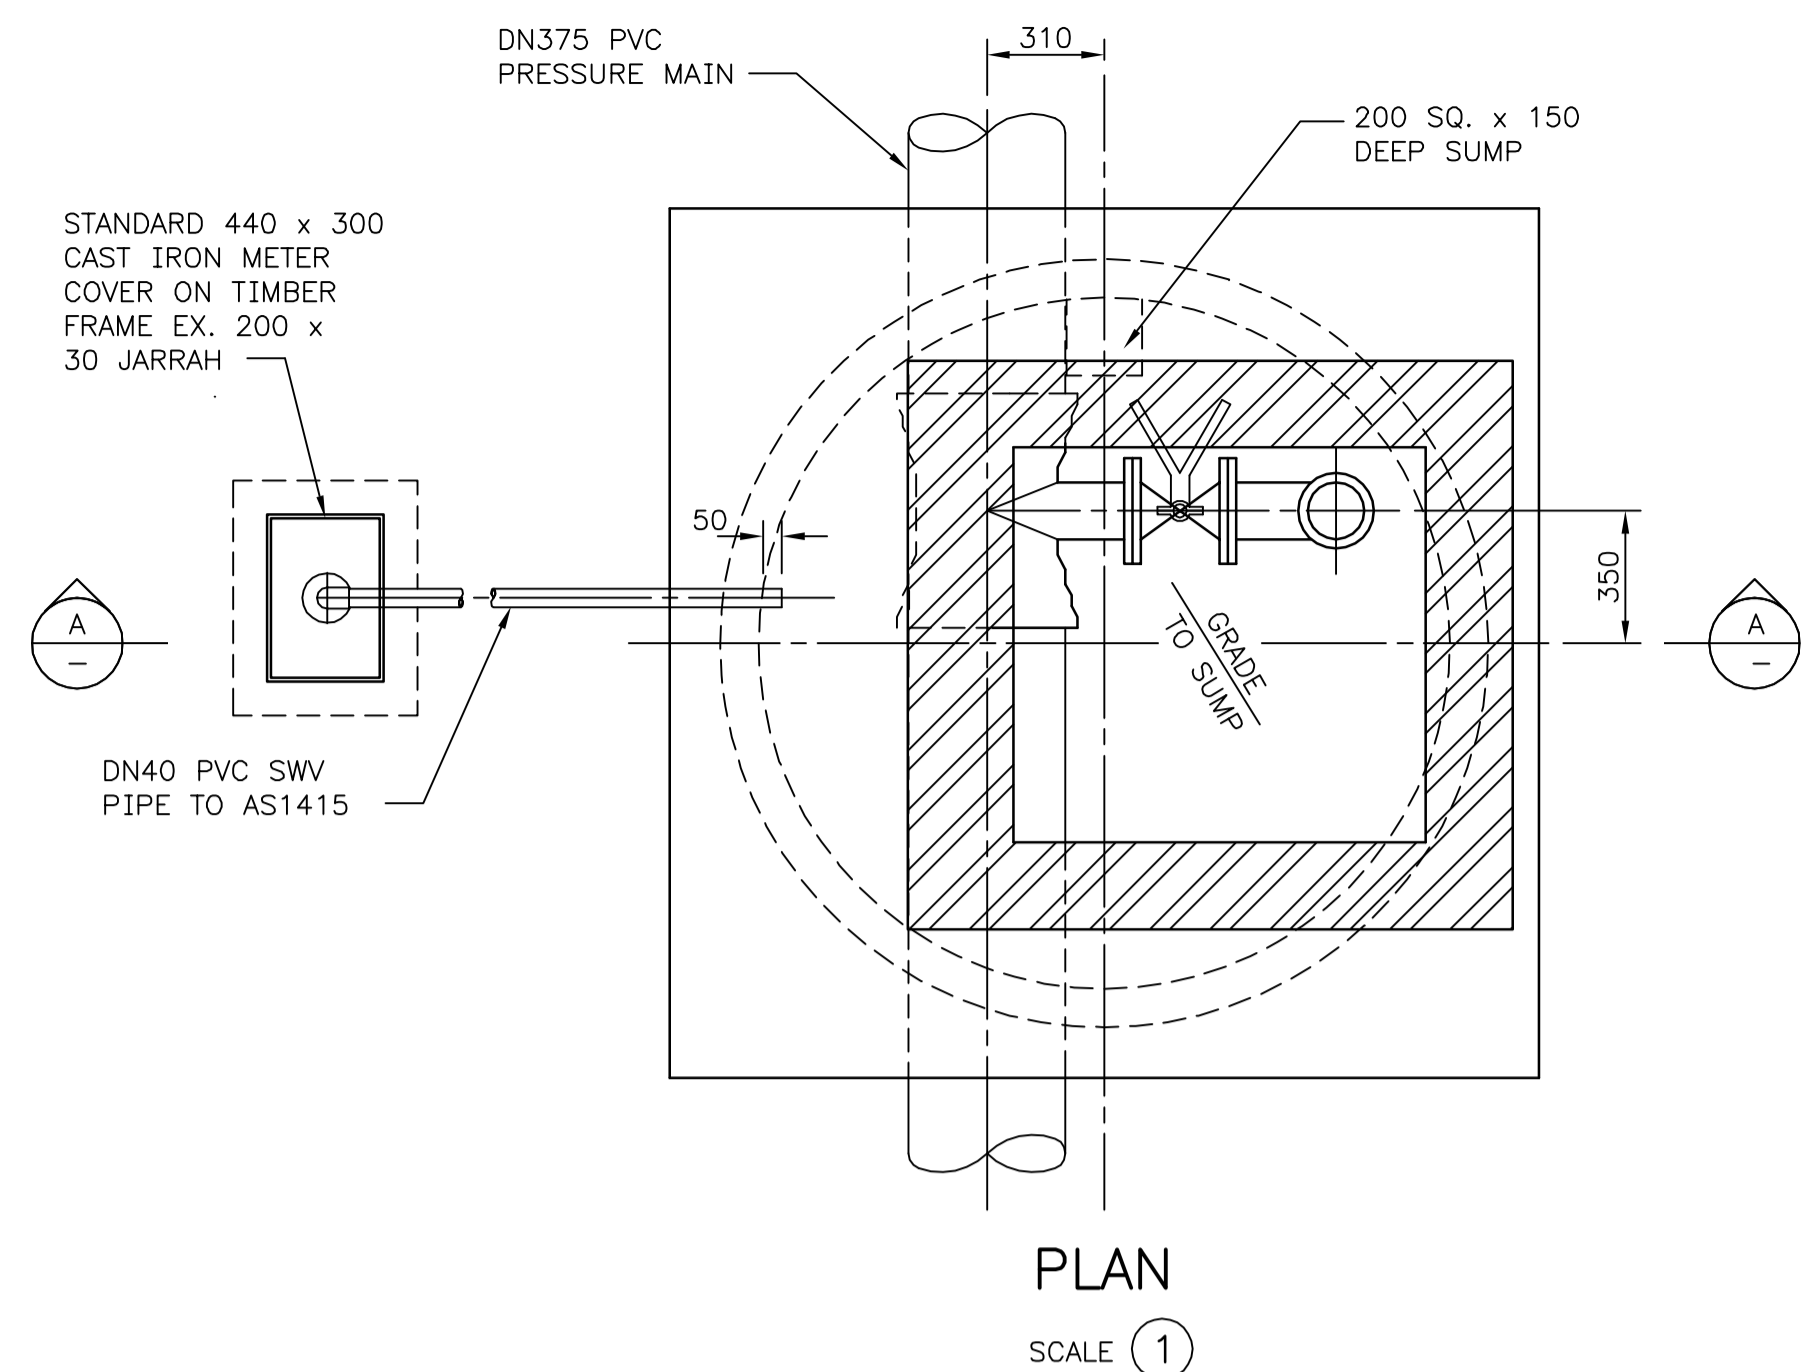 DN375 PVC
PRESSURE MAIN
310
200 SQ. x 150
DEEP SUMP
STANDARD 440 x 300
CAST IRON METER
COVER ON TIMBER
FRAME EX. 200 x
30 JARRAH
50
350
A
–
A
–
GRADE
TO SUMP
DN40 PVC SWV
PIPE TO AS1415
PLAN
SCALE 1